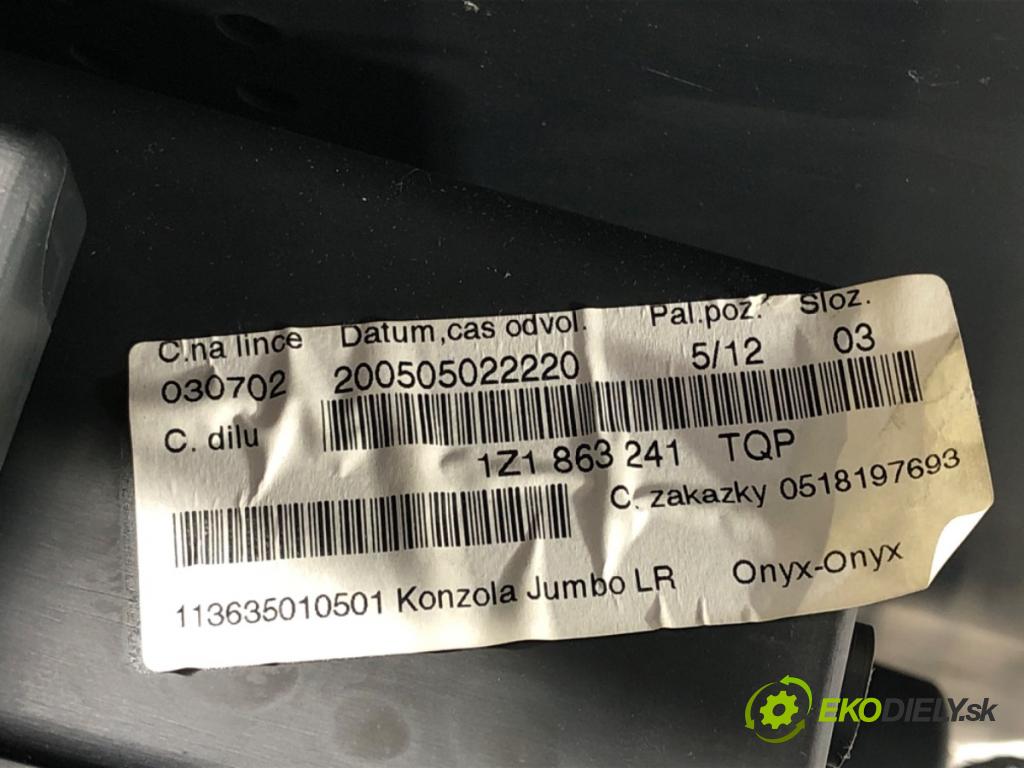 C.na lince Datum,cas odvol. Pal.poz. Sloz.
030702 200505022220 5/12 03
C. dilu
1Z1 863 241 TQP
C. zakazky 0518197693
113635010501 Konzola Jumbo LR Onyx-Onyx
EKODIELY.sk